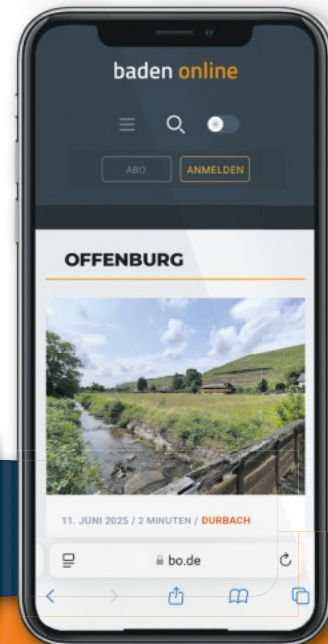 baden online
ABO
ANMELDEN
OFFENBURG
11. JUNI 2025 / 2 MINUTEN / DURBACH
bo.de